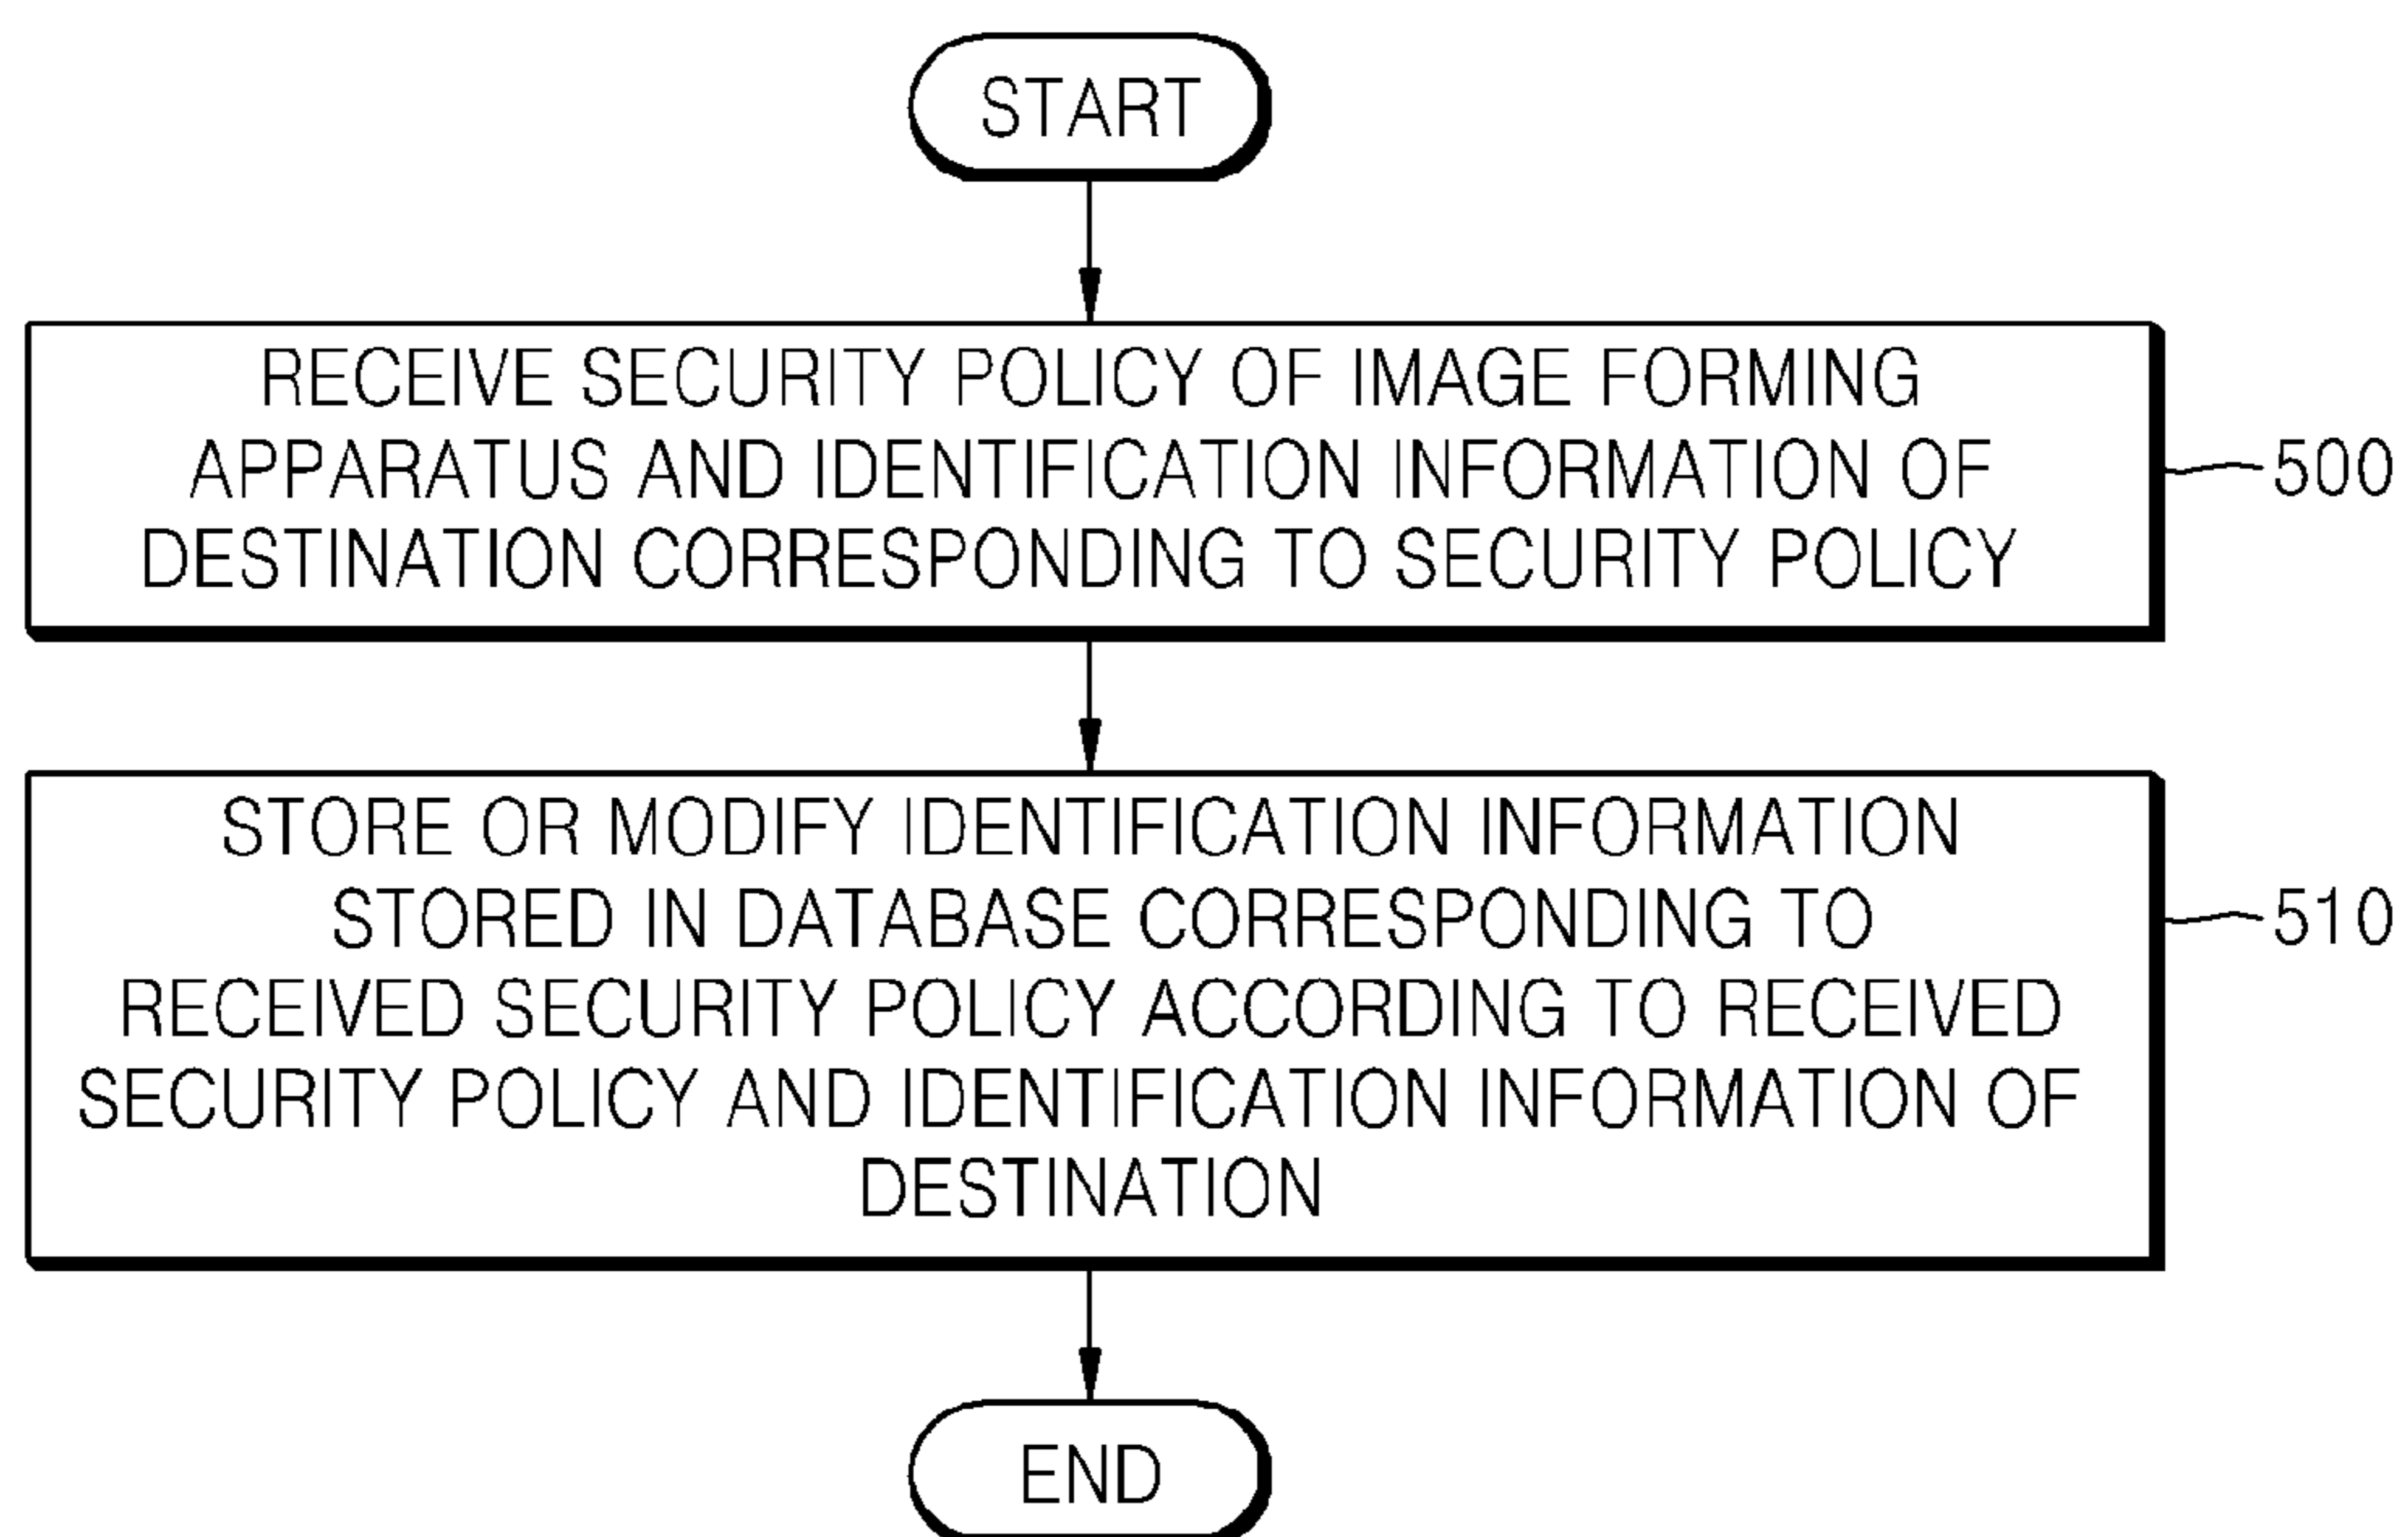 START
RECEIVE SECURITY POLICY OF IMAGE FORMING
APPARATUS AND IDENTIFICATION INFORMATION OF
DESTINATION CORRESPONDING TO SECURITY POLICY
500
STORE OR MODIFY IDENTIFICATION INFORMATION
STORED IN DATABASE CORRESPONDING TO
RECEIVED SECURITY POLICY ACCORDING TO RECEIVED
SECURITY POLICY AND IDENTIFICATION INFORMATION OF
DESTINATION
510
END